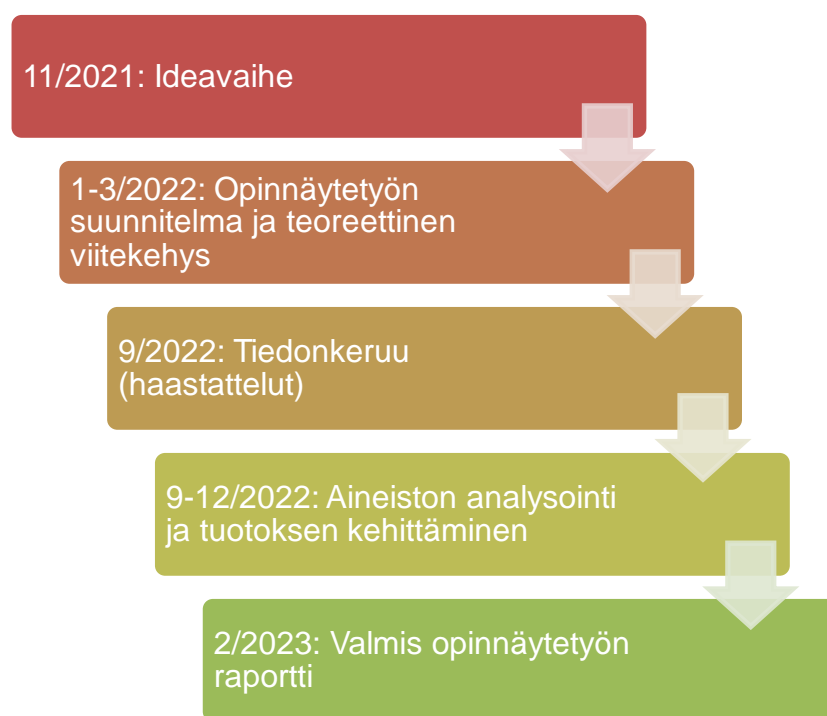 11/2021: Ideavaihe
1-3/2022: Opinnäytetyön
suunnitelma ja teoreettinen
viitekehys
9/2022: Tiedonkeruu
(haastattelut)
9-12/2022: Aineiston analysointi
ja tuotoksen kehittäminen
2/2023: Valmis opinnäytetyön
raportti